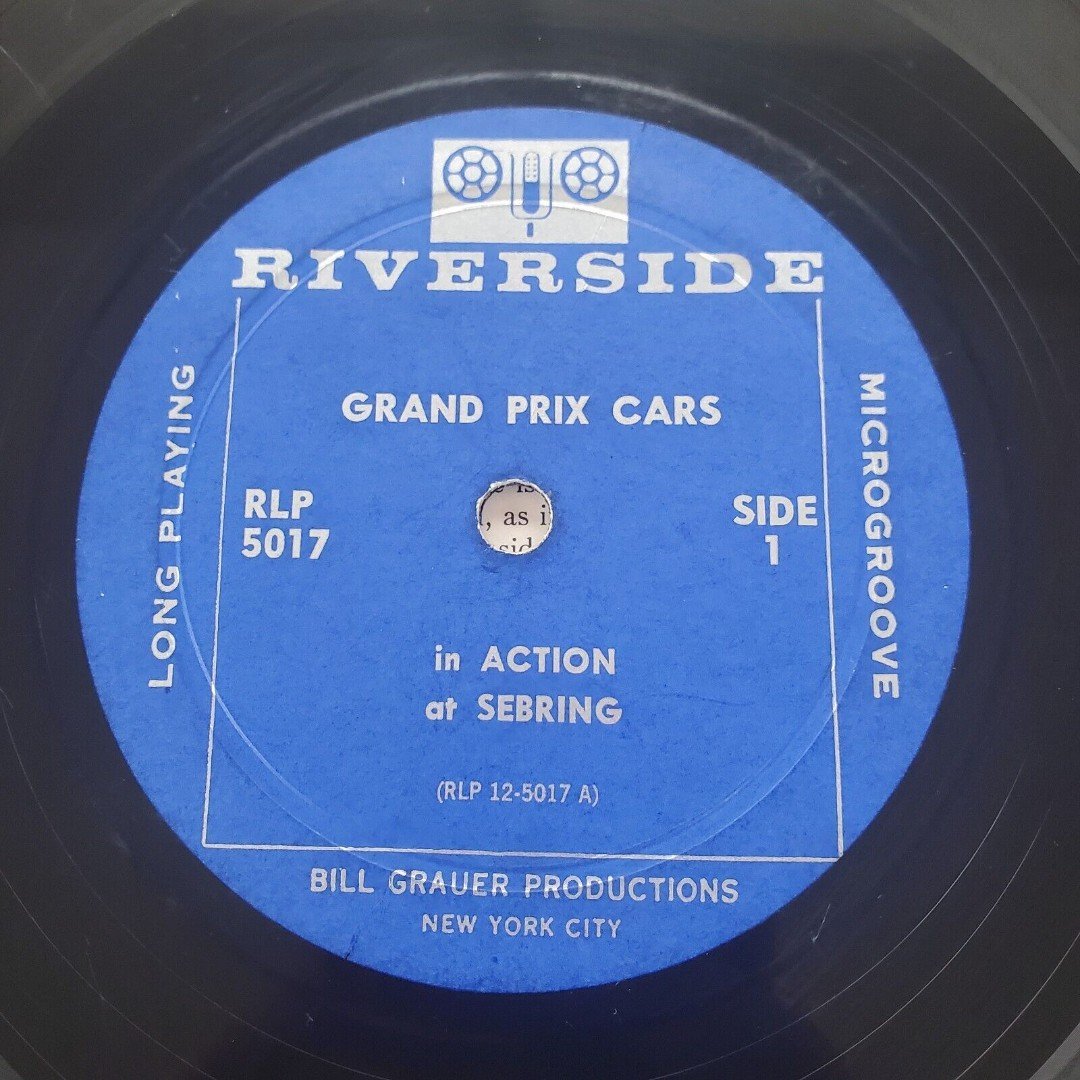 RIVERSIDE
GRAND PRIX CARS
LONG PLAYING
MICROGROOVE
RLP
5017
SIDE
1
, as i
in ACTION
at SEBRING
(RLP 12-5017 A)
BILL GRAUER PRODUCTIONS
NEW YORK CITY